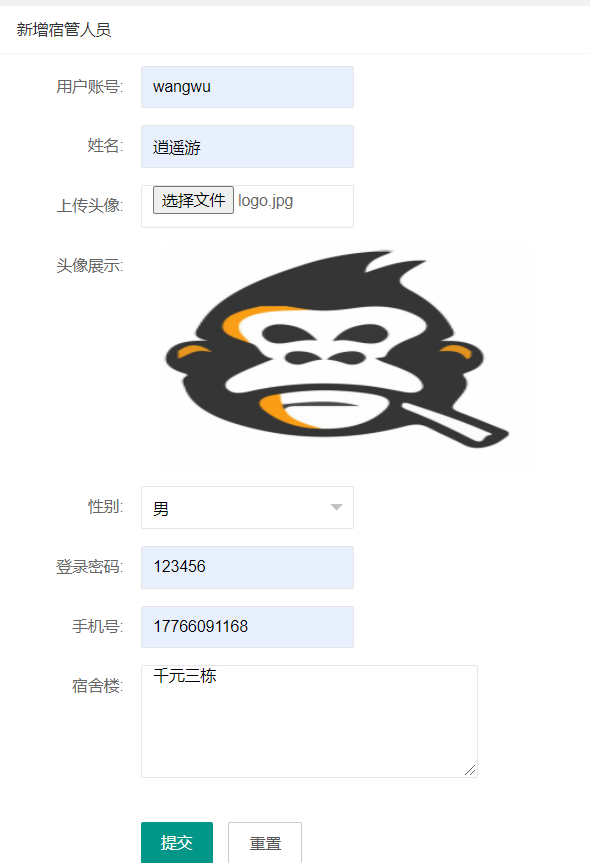 新增宿管人员
用户账号: wangwu
姓名: 逍遥游
上传头像: 选择文件 logo.jpg
头像展示:
性别: 男
登录密码: 123456
手机号: 17766091168
宿舍楼: 千元三栋
提交 重置